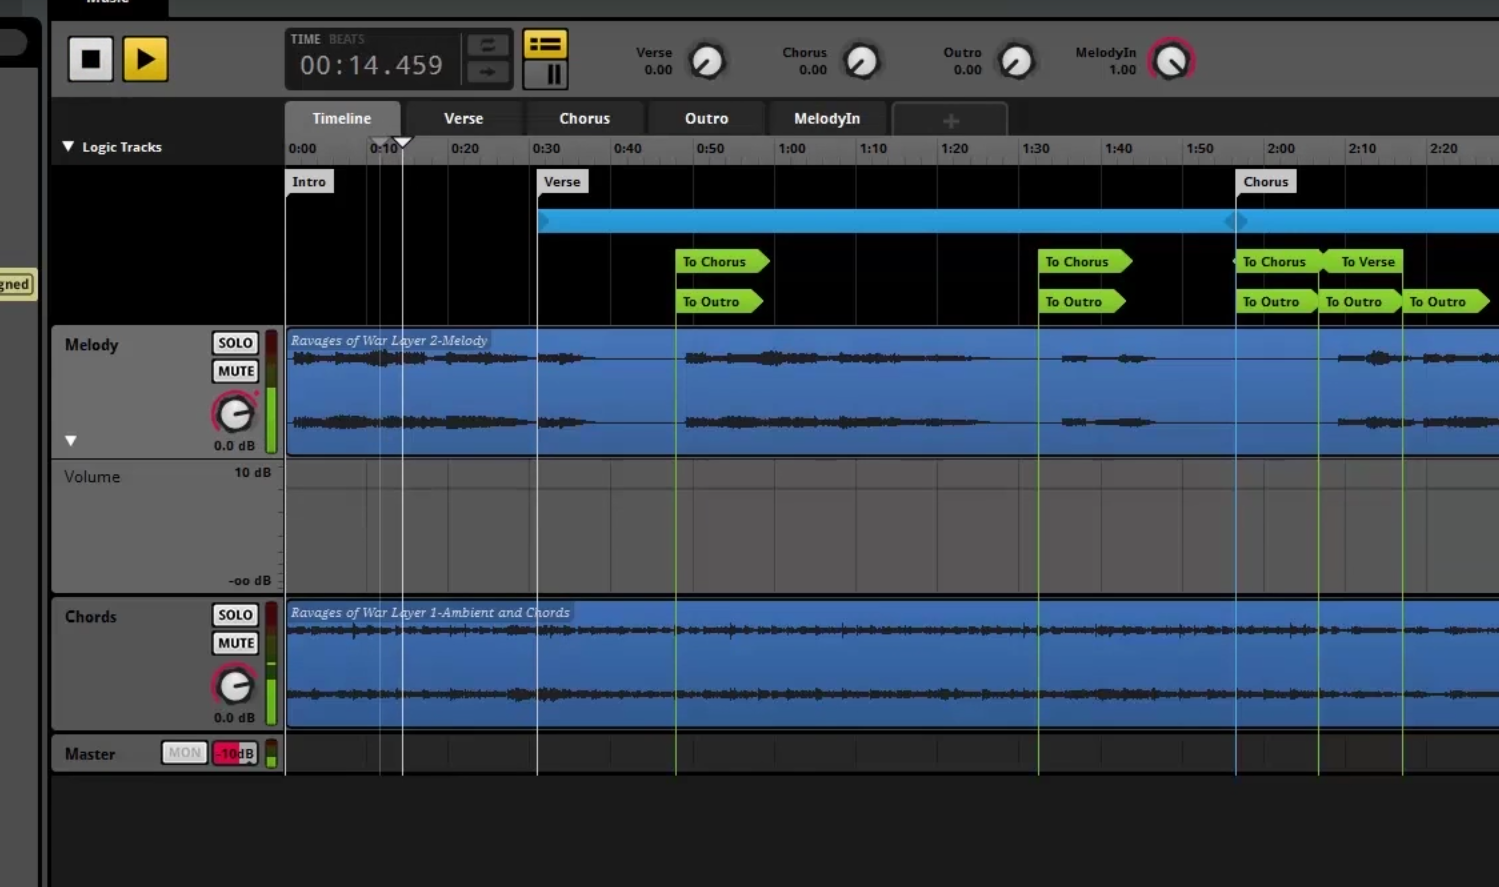 Music
TIME BEATS
00:14.459
Verse
0.00
Chorus
0.00
Outro
0.00
MelodyIn
1.00
Timeline Verse Chorus Outro MelodyIn +
Logic Tracks
0:00 0:10 0:20 0:30 0:40 0:50 1:00 1:10 1:20 1:30 1:40 1:50 2:00 2:10 2:20
Intro Verse Chorus
To Chorus To Chorus To Chorus To Verse
gned
To Outro To Outro To Outro To Outro To Outro
Melody SOLO
MUTE
0.0 dB
Ravages of War Layer 2-Melody
Volume 10 dB
-oo dB
Chords SOLO
MUTE
0.0 dB
Ravages of War Layer 1-Ambient and Chords
Master MON -10dB